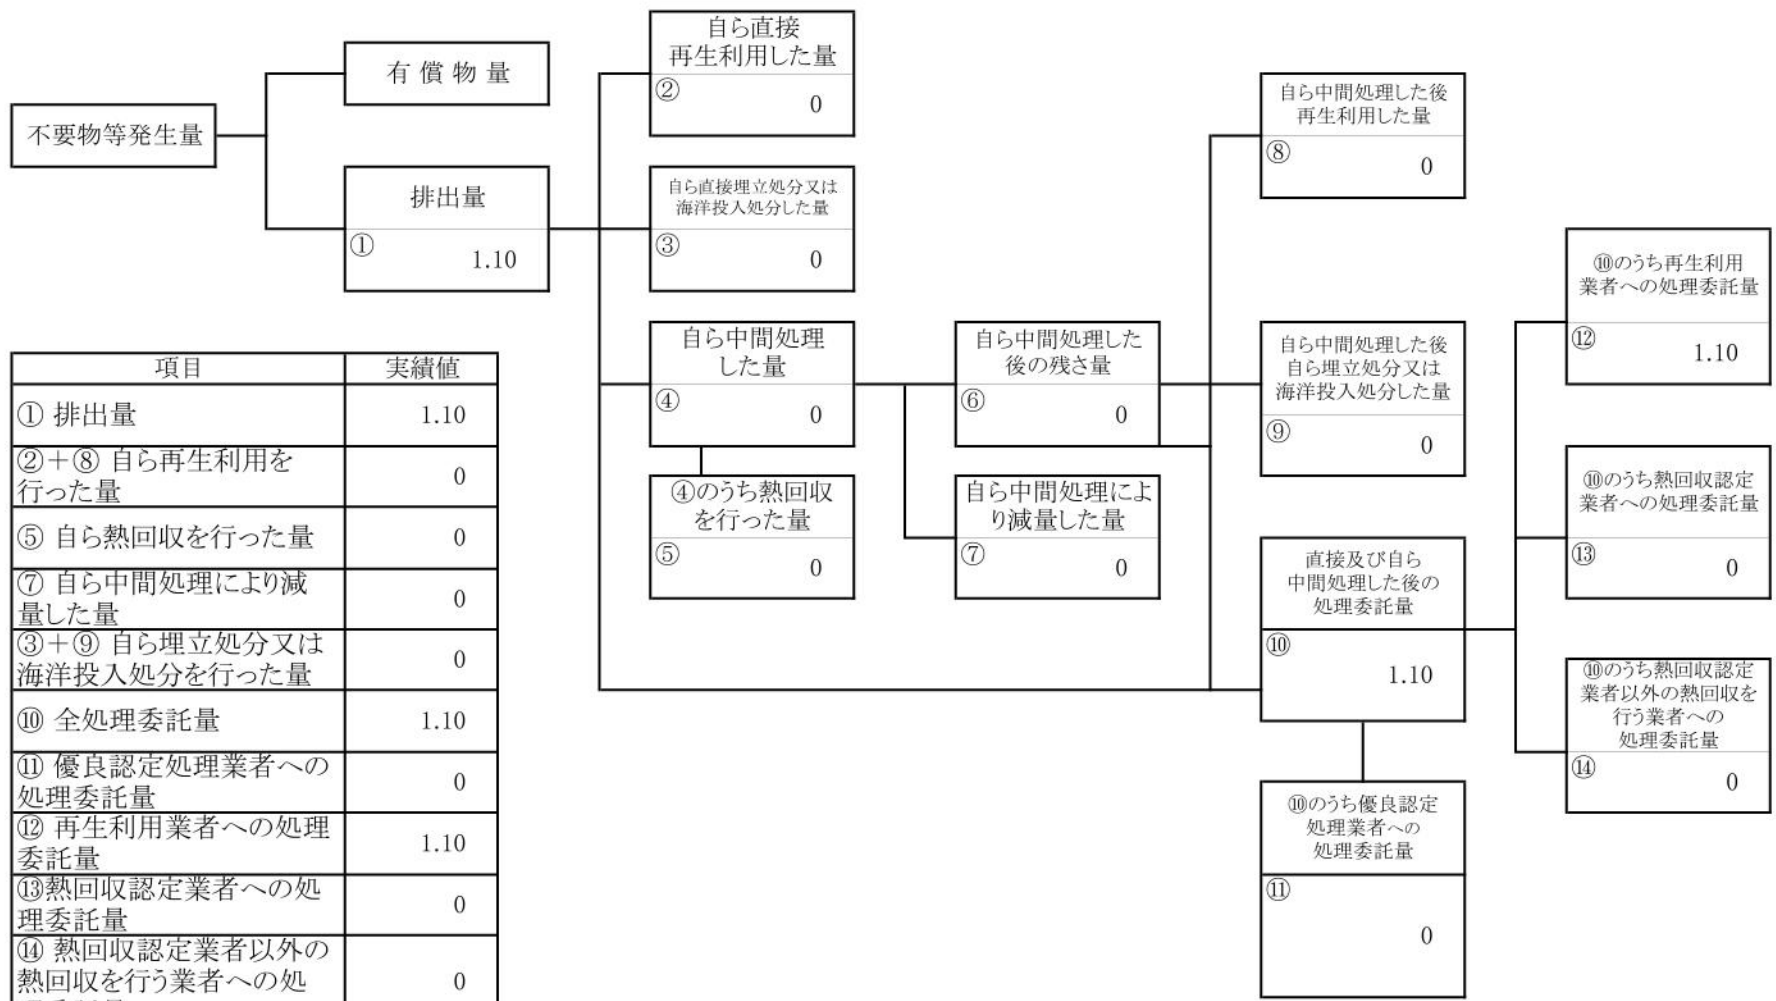 不要物等発生量
有 償 物 量
排出量
①
1.10
自ら直接
再生利用した量
②
0
自ら直接埋立処分又は
海洋投入処分した量
③
0
自ら中間処理
した量
④
0
④のうち熱回収
を行った量
⑤
0
自ら中間処理した
後の残さ量
⑥
0
自ら中間処理によ
り減量した量
⑦
0
自ら中間処理した後
再生利用した量
⑧
0
自ら中間処理した後
自ら埋立処分又は
海洋投入処分した量
⑨
0
直接及び自ら
中間処理した後の
処理委託量
⑩
1.10
⑩のうち優良認定
処理業者への
処理委託量
⑪
0
⑩のうち再生利用
業者への処理委託量
⑫
1.10
⑩のうち熱回収認定
業者への処理委託量
⑬
0
⑩のうち熱回収認定
業者以外の熱回収を
行う業者への
処理委託量
⑭
0
項目 実績値
① 排出量 1.10
②+⑧ 自ら再生利用を
行った量 0
⑤ 自ら熱回収を行った量 0
⑦ 自ら中間処理により減
量した量 0
③+⑨ 自ら埋立処分又は
海洋投入処分を行った量 0
⑩ 全処理委託量 1.10
⑪ 優良認定処理業者への
処理委託量 0
⑫ 再生利用業者への処理
委託量 1.10
⑬熱回収認定業者への処
理委託量 0
⑭ 熱回収認定業者以外の
熱回収を行う業者への処 0